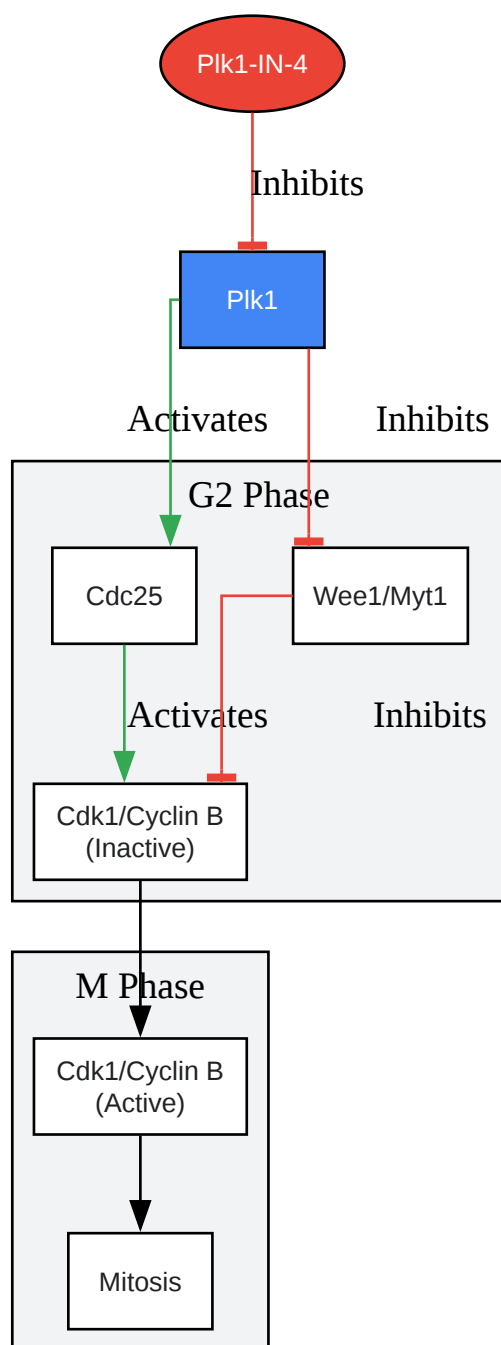 Plk1-IN-4
Inhibits
Plk1
Activates
Inhibits
G2 Phase
Cdc25
Wee1/Myt1
Activates
Inhibits
Cdk1/Cyclin B
(Inactive)
M Phase
Cdk1/Cyclin B
(Active)
Mitosis